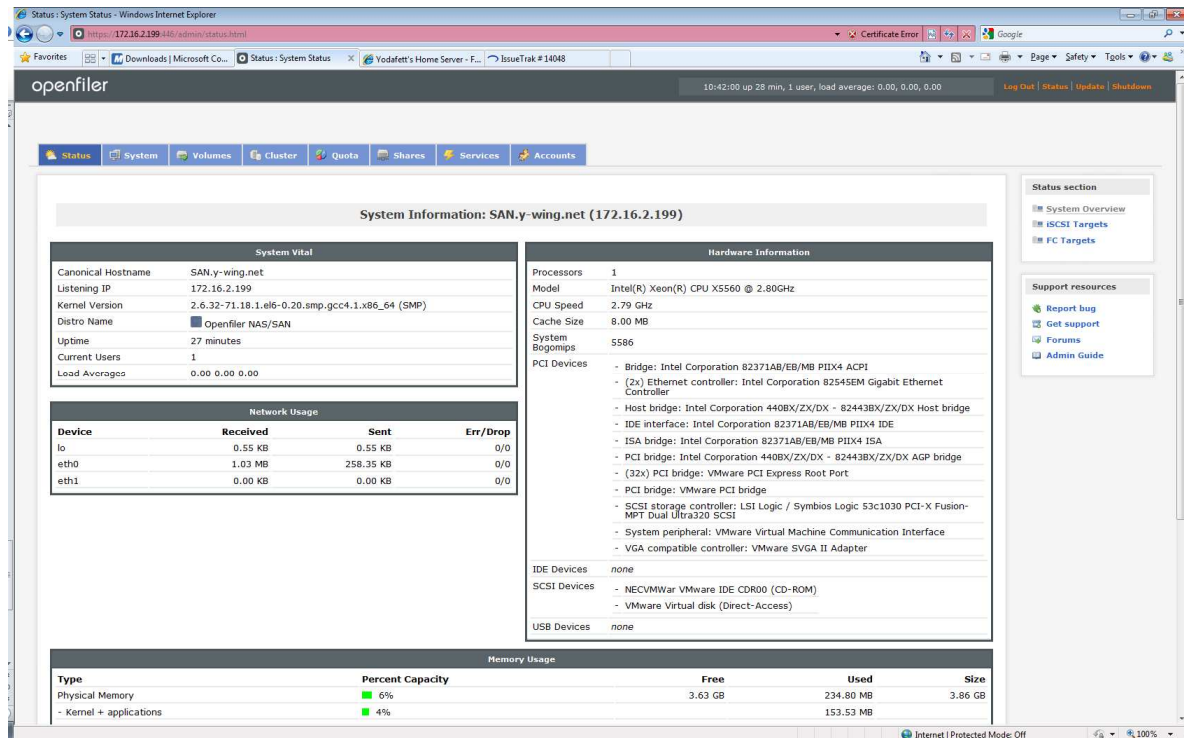 Status : System Status - Windows Internet Explorer
https://172.16.2.199:446/admin/status.html
Certificate Error
Google
Favorites
Downloads | Microsoft Co...
Status : System Status
X
Yodafett's Home Server - F...
IssueTrak # 14048
Page
Safety
Tools
openfiler
10:42:00 up 28 min, 1 user, load average: 0.00, 0.00, 0.00
Log Out | Status | Update | Shutdown
Status
System
Volumes
Cluster
Quota
Shares
Services
Accounts
System Information: SAN.y-wing.net (172.16.2.199)
System Vital
Canonical Hostname SAN.y-wing.net
Listening IP 172.16.2.199
Kernel Version 2.6.32-71.18.1.el6-0.20.smp.gcc4.1.x86_64 (SMP)
Distro Name Openfiler NAS/SAN
Uptime 27 minutes
Current Users 1
Load Averages 0.00 0.00 0.00
Network Usage
Device Received Sent Err/Drop
lo 0.55 KB 0.55 KB 0/0
eth0 1.03 MB 258.35 KB 0/0
eth1 0.00 KB 0.00 KB 0/0
Hardware Information
Processors 1
Model Intel(R) Xeon(R) CPU X5560 @ 2.80GHz
CPU Speed 2.79 GHz
Cache Size 8.00 MB
System
Bogomips 5586
PCI Devices
- Bridge: Intel Corporation 82371AB/EB/MB PIIX4 ACPI
- (2x) Ethernet controller: Intel Corporation 82545EM Gigabit Ethernet
Controller
- Host bridge: Intel Corporation 440BX/ZX/DX - 82443BX/ZX/DX Host bridge
- IDE interface: Intel Corporation 82371AB/EB/MB PIIX4 IDE
- ISA bridge: Intel Corporation 82371AB/EB/MB PIIX4 ISA
- PCI bridge: Intel Corporation 440BX/ZX/DX - 82443BX/ZX/DX AGP bridge
- (32x) PCI bridge: VMware PCI Express Root Port
- PCI bridge: VMware PCI bridge
- SCSI storage controller: LSI Logic / Symbios Logic 53c1030 PCI-X Fusion-
MPT Dual Ultra320 SCSI
- System peripheral: VMware Virtual Machine Communication Interface
- VGA compatible controller: VMware SVGA II Adapter
IDE Devices none
SCSI Devices
- NECVMWar VMware IDE CDR00 (CD-ROM)
- VMware Virtual disk (Direct-Access)
USB Devices none
Memory Usage
Type Percent Capacity Free Used Size
Physical Memory 6% 3.63 GB 234.80 MB 3.86 GB
- Kernel + applications 4% 153.53 MB
Status section
System Overview
iSCSI Targets
FC Targets
Support resources
Report bug
Get support
Forums
Admin Guide
Internet | Protected Mode: Off
100%